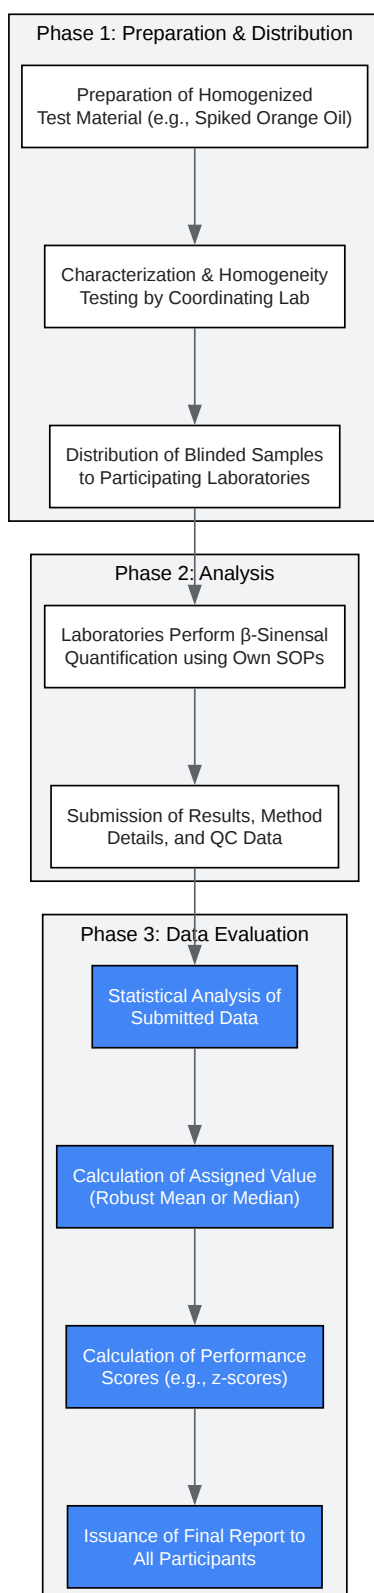 Phase 1: Preparation & Distribution
Preparation of Homogenized
Test Material (e.g., Spiked Orange Oil)
Characterization & Homogeneity
Testing by Coordinating Lab
Distribution of Blinded Samples
to Participating Laboratories
Phase 2: Analysis
Laboratories Perform β-Sinensal
Quantification using Own SOPs
Submission of Results, Method
Details, and QC Data
Phase 3: Data Evaluation
Statistical Analysis of
Submitted Data
Calculation of Assigned Value
(Robust Mean or Median)
Calculation of Performance
Scores (e.g., z-scores)
Issuance of Final Report to
All Participants